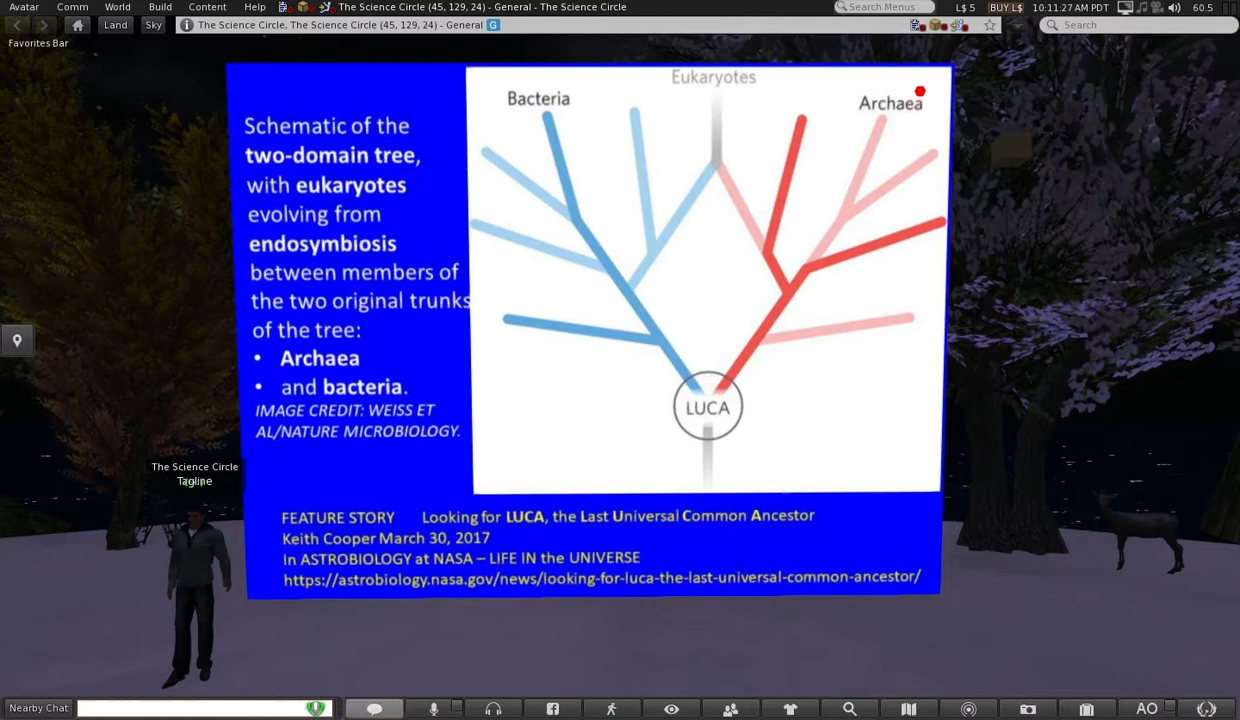 Avatar Comm World Build Content Help The Science Circle, The Science Circle (45, 129, 24) - General - The Science Circle Search Menus L$ 5 BUY L$ 10:11:27 AM PDT 60.5
Land Sky The Science Circle, The Science Circle (45, 129, 24) - General G Search
Favorites Bar
Schematic of the
two-domain tree,
with eukaryotes
evolving from
endosymbiosis
between members of
the two original trunks
of the tree:
• Archaea
• and bacteria.
IMAGE CREDIT: WEISS ET
AL/NATURE MICROBIOLOGY.
Eukaryotes
Bacteria
Archaea
LUCA
The Science Circle
Tagline
FEATURE STORY Looking for LUCA, the Last Universal Common Ancestor
Keith Cooper March 30, 2017
In ASTROBIOLOGY at NASA – LIFE IN the UNIVERSE
https://astrobiology.nasa.gov/news/looking-for-luca-the-last-universal-common-ancestor/
Nearby Chat AO